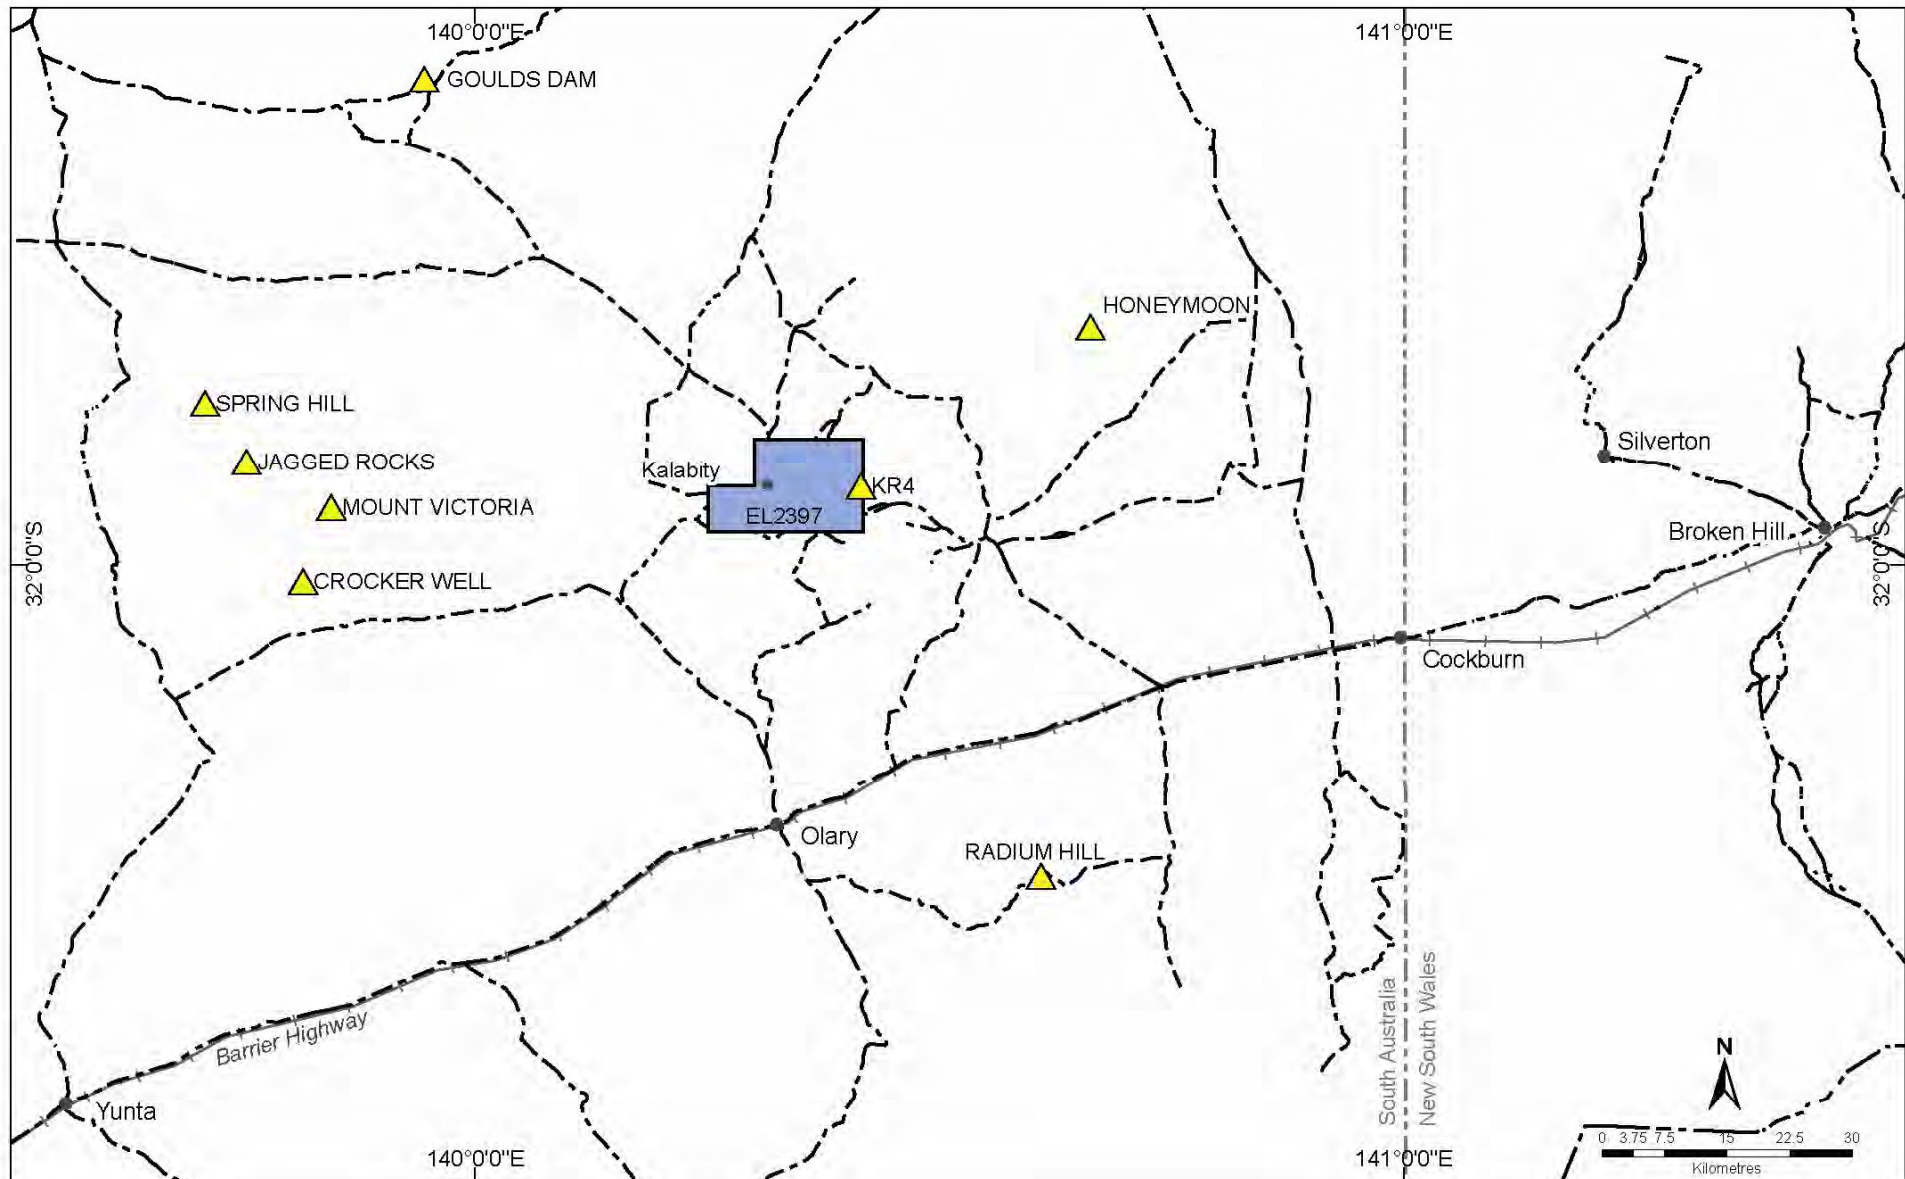 140°0'0"E
141°0'0"E
GOULDS DAM
HONEYMOON
SPRING HILL
JAGGED ROCKS
MOUNT VICTORIA
CROCKER WELL
Kalabity
KR4
EL2397
Silverton
Broken Hill
32°0'0"S
32°0'0"S
Cockburn
Olary
RADIUM HILL
Barrier Highway
South Australia
New South Wales
Yunta
N
0 3.75 7.5 15 22.5 30
Kilometres
140°0'0"E
141°0'0"E